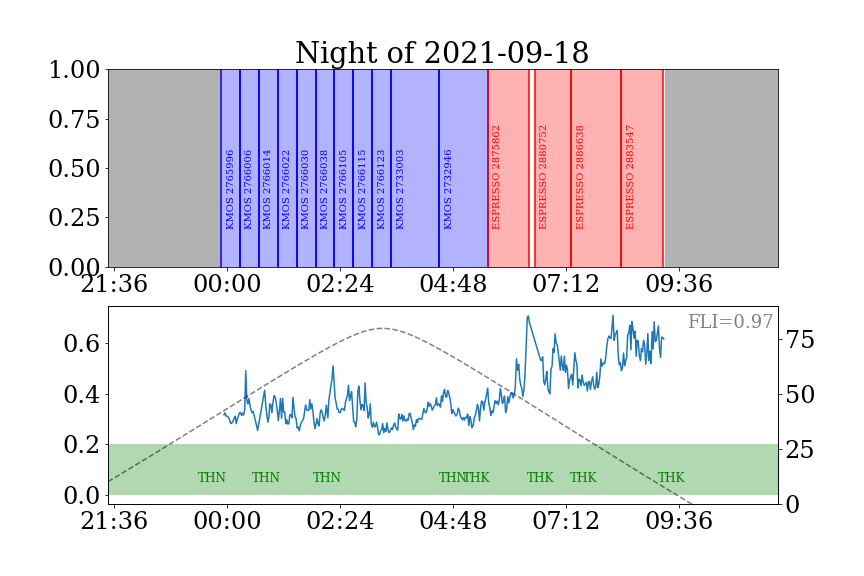 Night of 2021-09-18
1.00
0.75
0.50
0.25
0.00
KMOS 2765996
KMOS 2766006
KMOS 2766014
KMOS 2766022
KMOS 2766030
KMOS 2766038
KMOS 2766105
KMOS 2766115
KMOS 2766123
KMOS 2733003
KMOS 2732946
ESPRESSO 2875862
ESPRESSO 2880752
ESPRESSO 2886638
ESPRESSO 2883547
21:36 00:00 02:24 04:48 07:12 09:36
FLI=0.97
0.6
0.4
0.2
0.0
75
50
25
0
THN THN THN THN THK THK THK THK
21:36 00:00 02:24 04:48 07:12 09:36